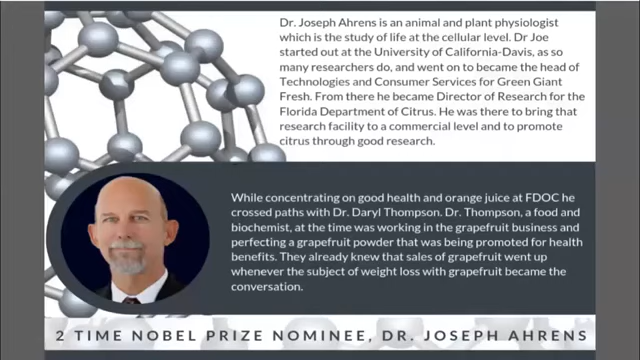 Dr. Joseph Ahrens is an animal and plant physiologist
which is the study of life at the cellular level. Dr Joe
started out at the University of California-Davis, as so
many researchers do, and went on to became the head of
Technologies and Consumer Services for Green Giant
Fresh. From there he became Director of Research for the
Florida Department of Citrus. He was there to bring that
research facility to a commercial level and to promote
citrus through good research.
While concentrating on good health and orange juice at FDOC he
crossed paths with Dr. Daryl Thompson. Dr. Thompson, a food and
biochemist, at the time was working in the grapefruit business and
perfecting a grapefruit powder that was being promoted for health
benefits. They already knew that sales of grapefruit went up
whenever the subject of weight loss with grapefruit became the
conversation.
2 TIME NOBEL PRIZE NOMINEE, DR. JOSEPH AHRENS